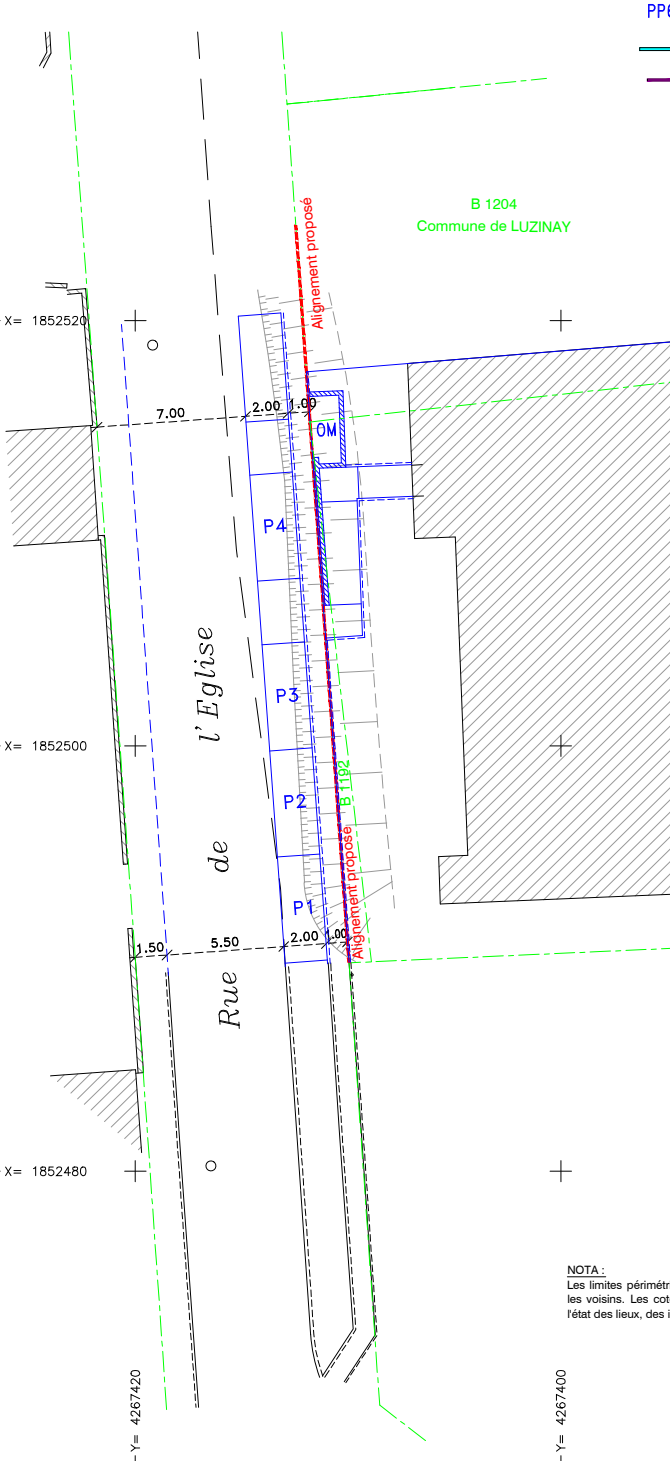 PP6
B 1204
Commune de LUZINAY
Alignement proposé
X= 1852520
7.00
2.00
1.00
OM
P4
l'Eglise
P3
X= 1852500
P2
B 1192
de
Alignement proposé
P1
1.50
5.50
2.00
1.00
Rue
X= 1852480
NOTA :
Les limites périmétri
les voisins. Les cot
l'état des lieux, des i
Y= 4267420
Y= 4267400